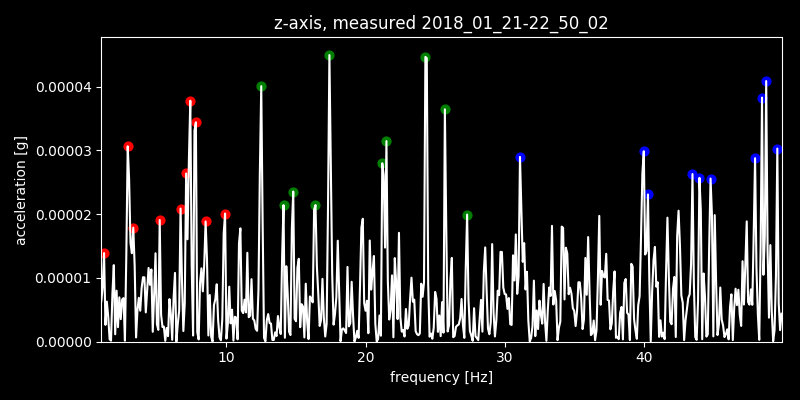 z-axis, measured 2018_01_21-22_50_02
0.00004
0.00003
0.00002
0.00001
0.00000
acceleration [g]
10 20 30 40
frequency [Hz]